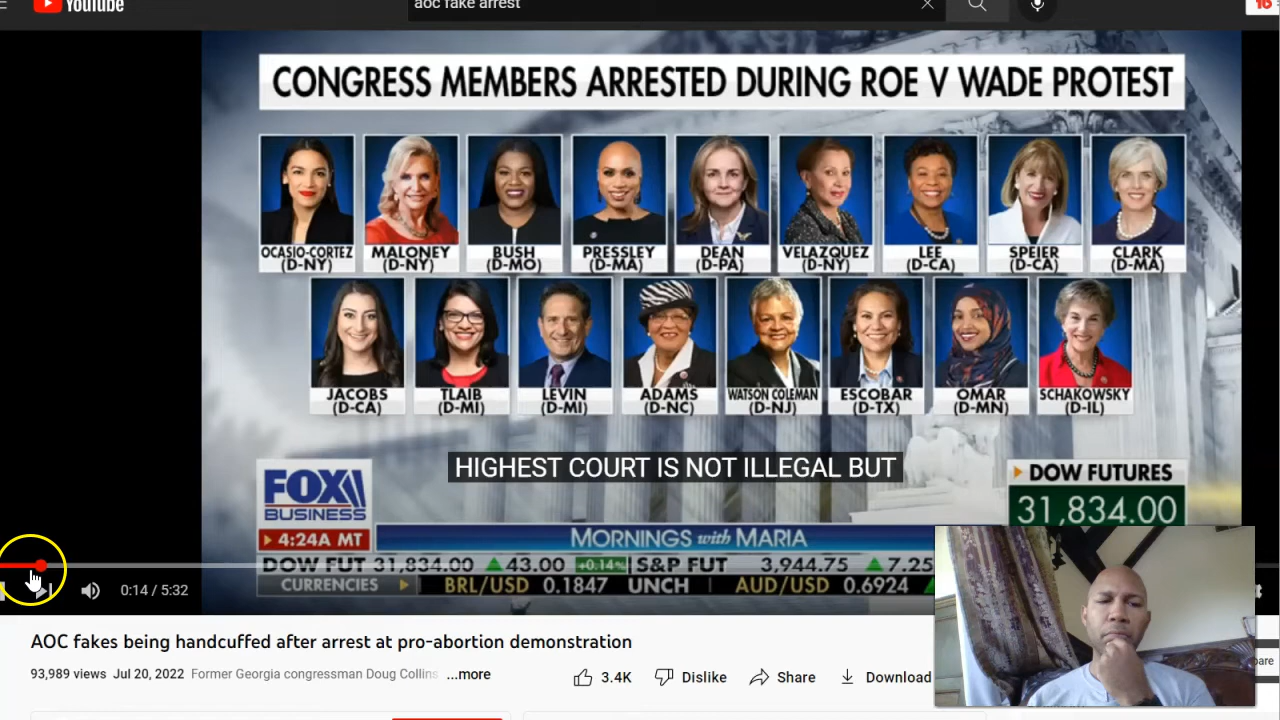 YouTube
aoc fake arrest
CONGRESS MEMBERS ARRESTED DURING ROE V WADE PROTEST
OCASIO-CORTEZ MALONEY BUSH PRESSLEY DEAN VELAZQUEZ LEE SPEIER CLARK
(D-NY) (D-NY) (D-MO) (D-MA) (D-PA) (D-NY) (D-CA) (D-CA) (D-MA)
JACOBS TLAIB LEVIN ADAMS WATSON COLEMAN ESCOBAR OMAR SCHAKOWSKY
(D-CA) (D-MI) (D-MI) (D-NC) (D-NJ) (D-TX) (D-MN) (D-IL)
HIGHEST COURT IS NOT ILLEGAL BUT
DOW FUTURES
31,834.00
FOX
BUSINESS
4:24A MT
MORNINGS with MARIA
DOW FUT 31,834.00 ▲ 43.00 +0.14% S&P FUT 3,944.75 ▲ 7.25
CURRENCIES BRL/USD 0.1847 UNCH AUD/USD 0.6924 ▲
0:14 / 5:32
AOC fakes being handcuffed after arrest at pro-abortion demonstration
93,989 views Jul 20, 2022 Former Georgia congressman Doug Collins ...more
3.4K Dislike Share Download